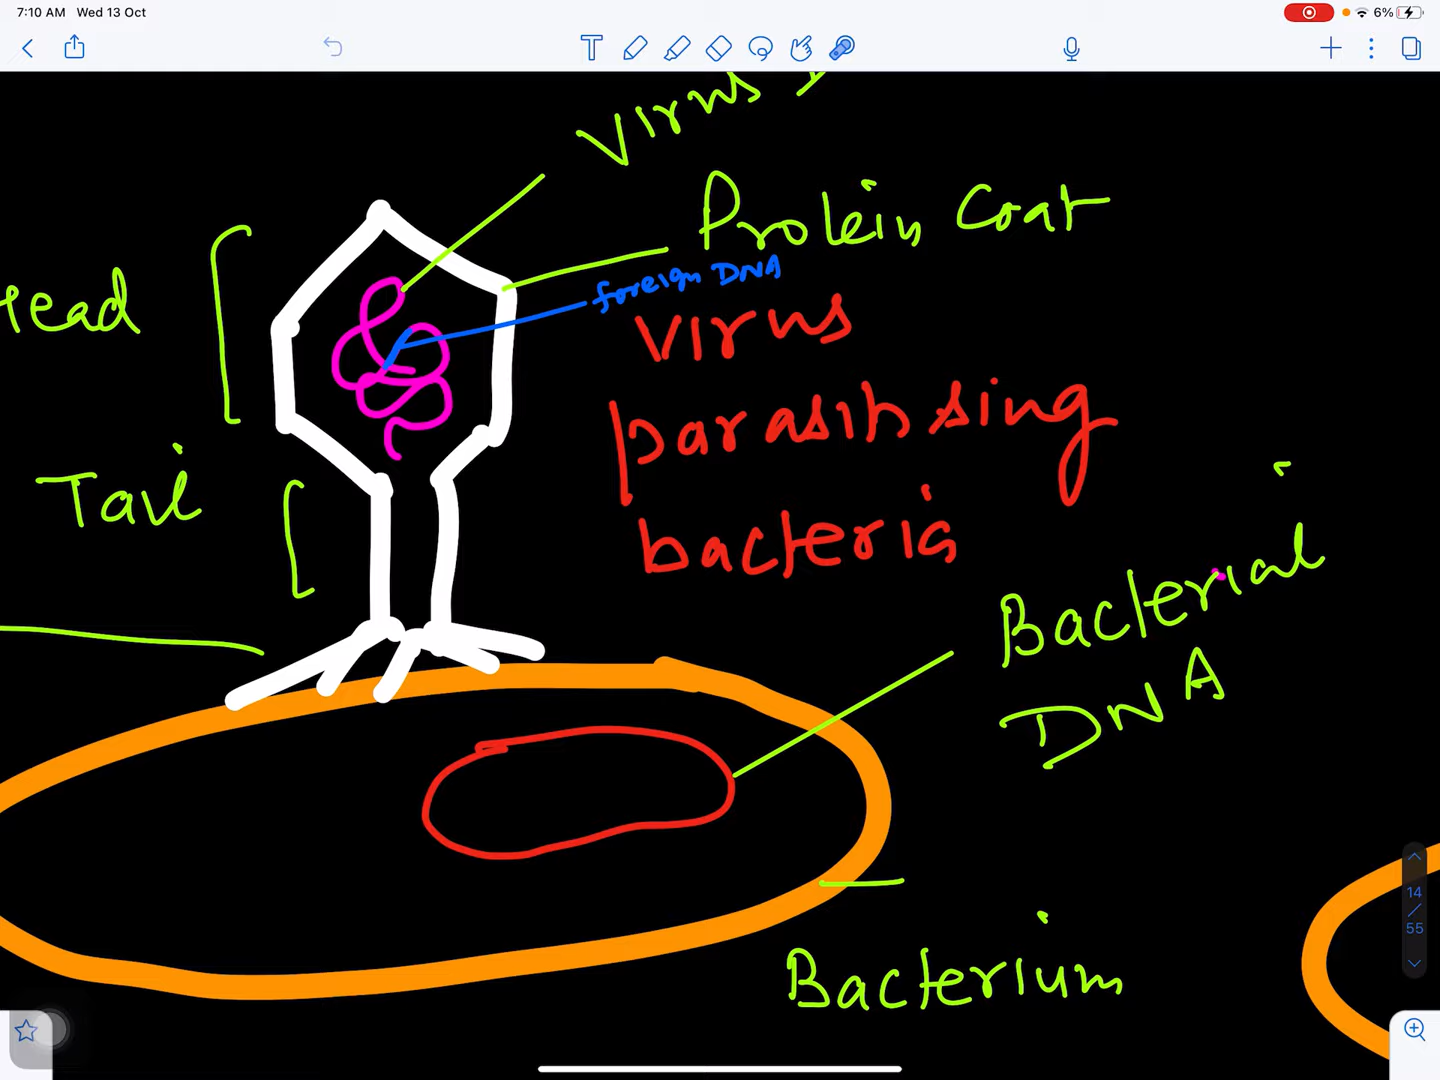 7:10 AM Wed 13 Oct
6%
Virus
Protein Coat
foreign DNA
Head
virus
parasitising
bacteria
Tail
Bacterial
DNA
14
/
55
Bacterium